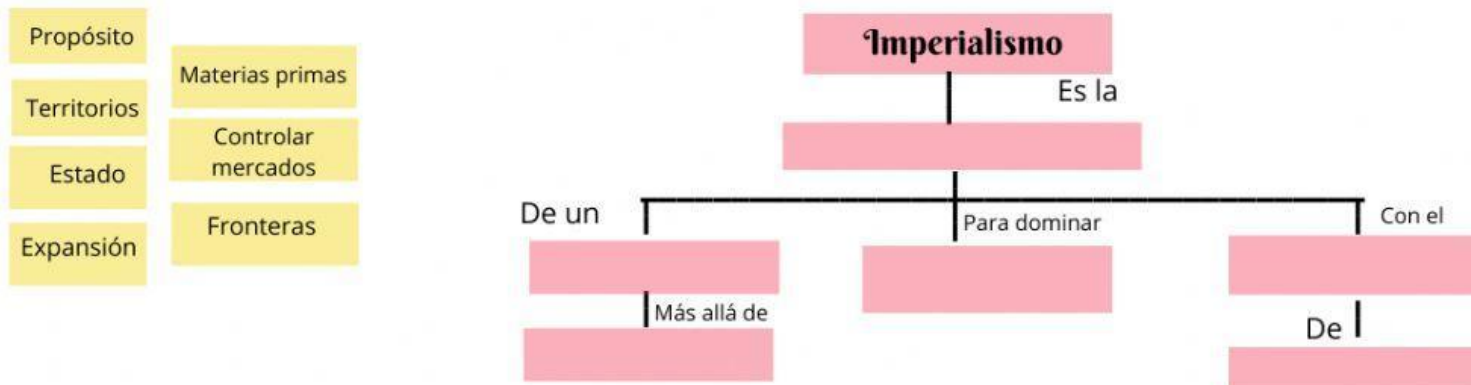 Propósito
Territorios
Estado
Expansión
Materias primas
Controlar
mercados
Fronteras
Imperialismo
Es la
De un
Para dominar
Con el
Más allá de
De